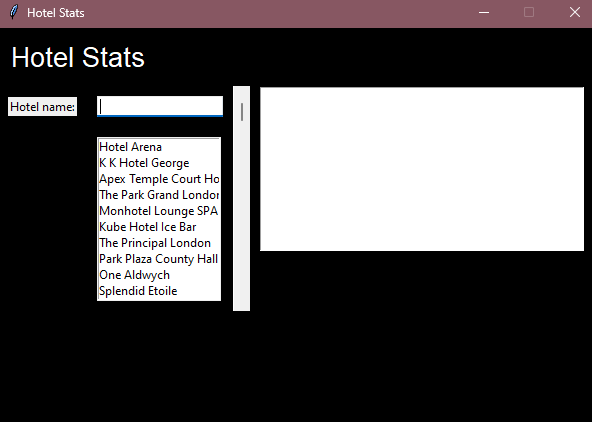 Hotel Stats
Hotel Stats
Hotel name:
Hotel Arena
K K Hotel George
Apex Temple Court Ho
The Park Grand London
Monhotel Lounge SPA
Kube Hotel Ice Bar
The Principal London
Park Plaza County Hall
One Aldwych
Splendid Etoile